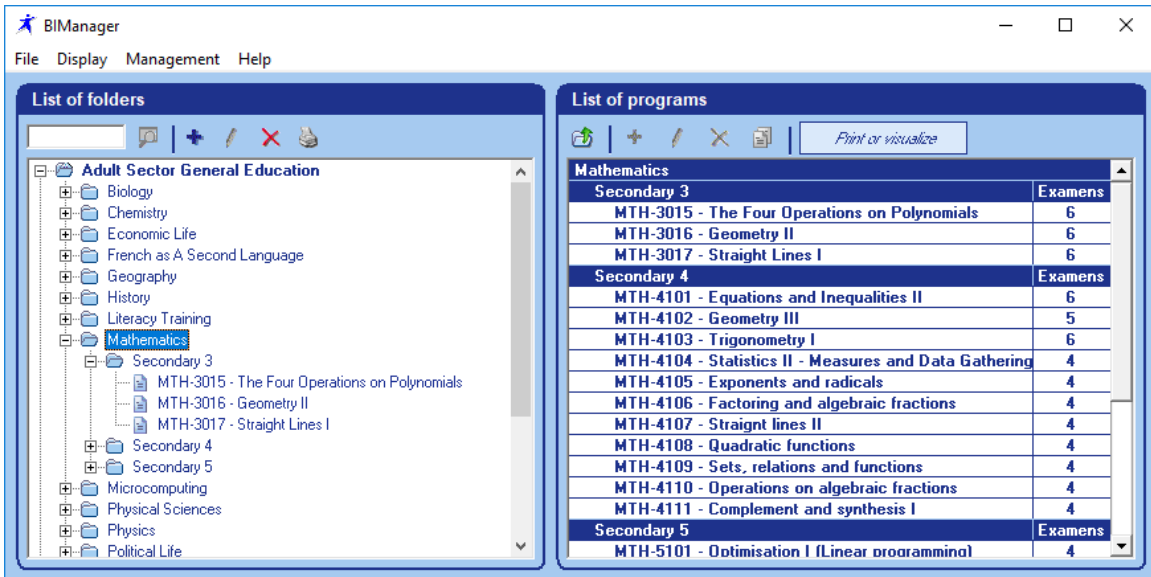 BIManager
File Display Management Help
List of folders
Adult Sector General Education
Biology
Chemistry
Economic Life
French as A Second Language
Geography
History
Literacy Training
Mathematics
Secondary 3
MTH-3015 - The Four Operations on Polynomials
MTH-3016 - Geometry II
MTH-3017 - Straight Lines I
Secondary 4
Secondary 5
Microcomputing
Physical Sciences
Physics
Political Life
List of programs
Print or visualize
Mathematics
Secondary 3 Examens
MTH-3015 - The Four Operations on Polynomials 6
MTH-3016 - Geometry II 6
MTH-3017 - Straight Lines I 6
Secondary 4 Examens
MTH-4101 - Equations and Inequalities II 6
MTH-4102 - Geometry III 5
MTH-4103 - Trigonometry I 6
MTH-4104 - Statistics II - Measures and Data Gathering 4
MTH-4105 - Exponents and radicals 4
MTH-4106 - Factoring and algebraic fractions 4
MTH-4107 - Straignt lines II 4
MTH-4108 - Quadratic functions 4
MTH-4109 - Sets, relations and functions 4
MTH-4110 - Operations on algebraic fractions 4
MTH-4111 - Complement and synthesis I 4
Secondary 5 Examens
MTH-5101 - Optimisation I (Linear programming) 4